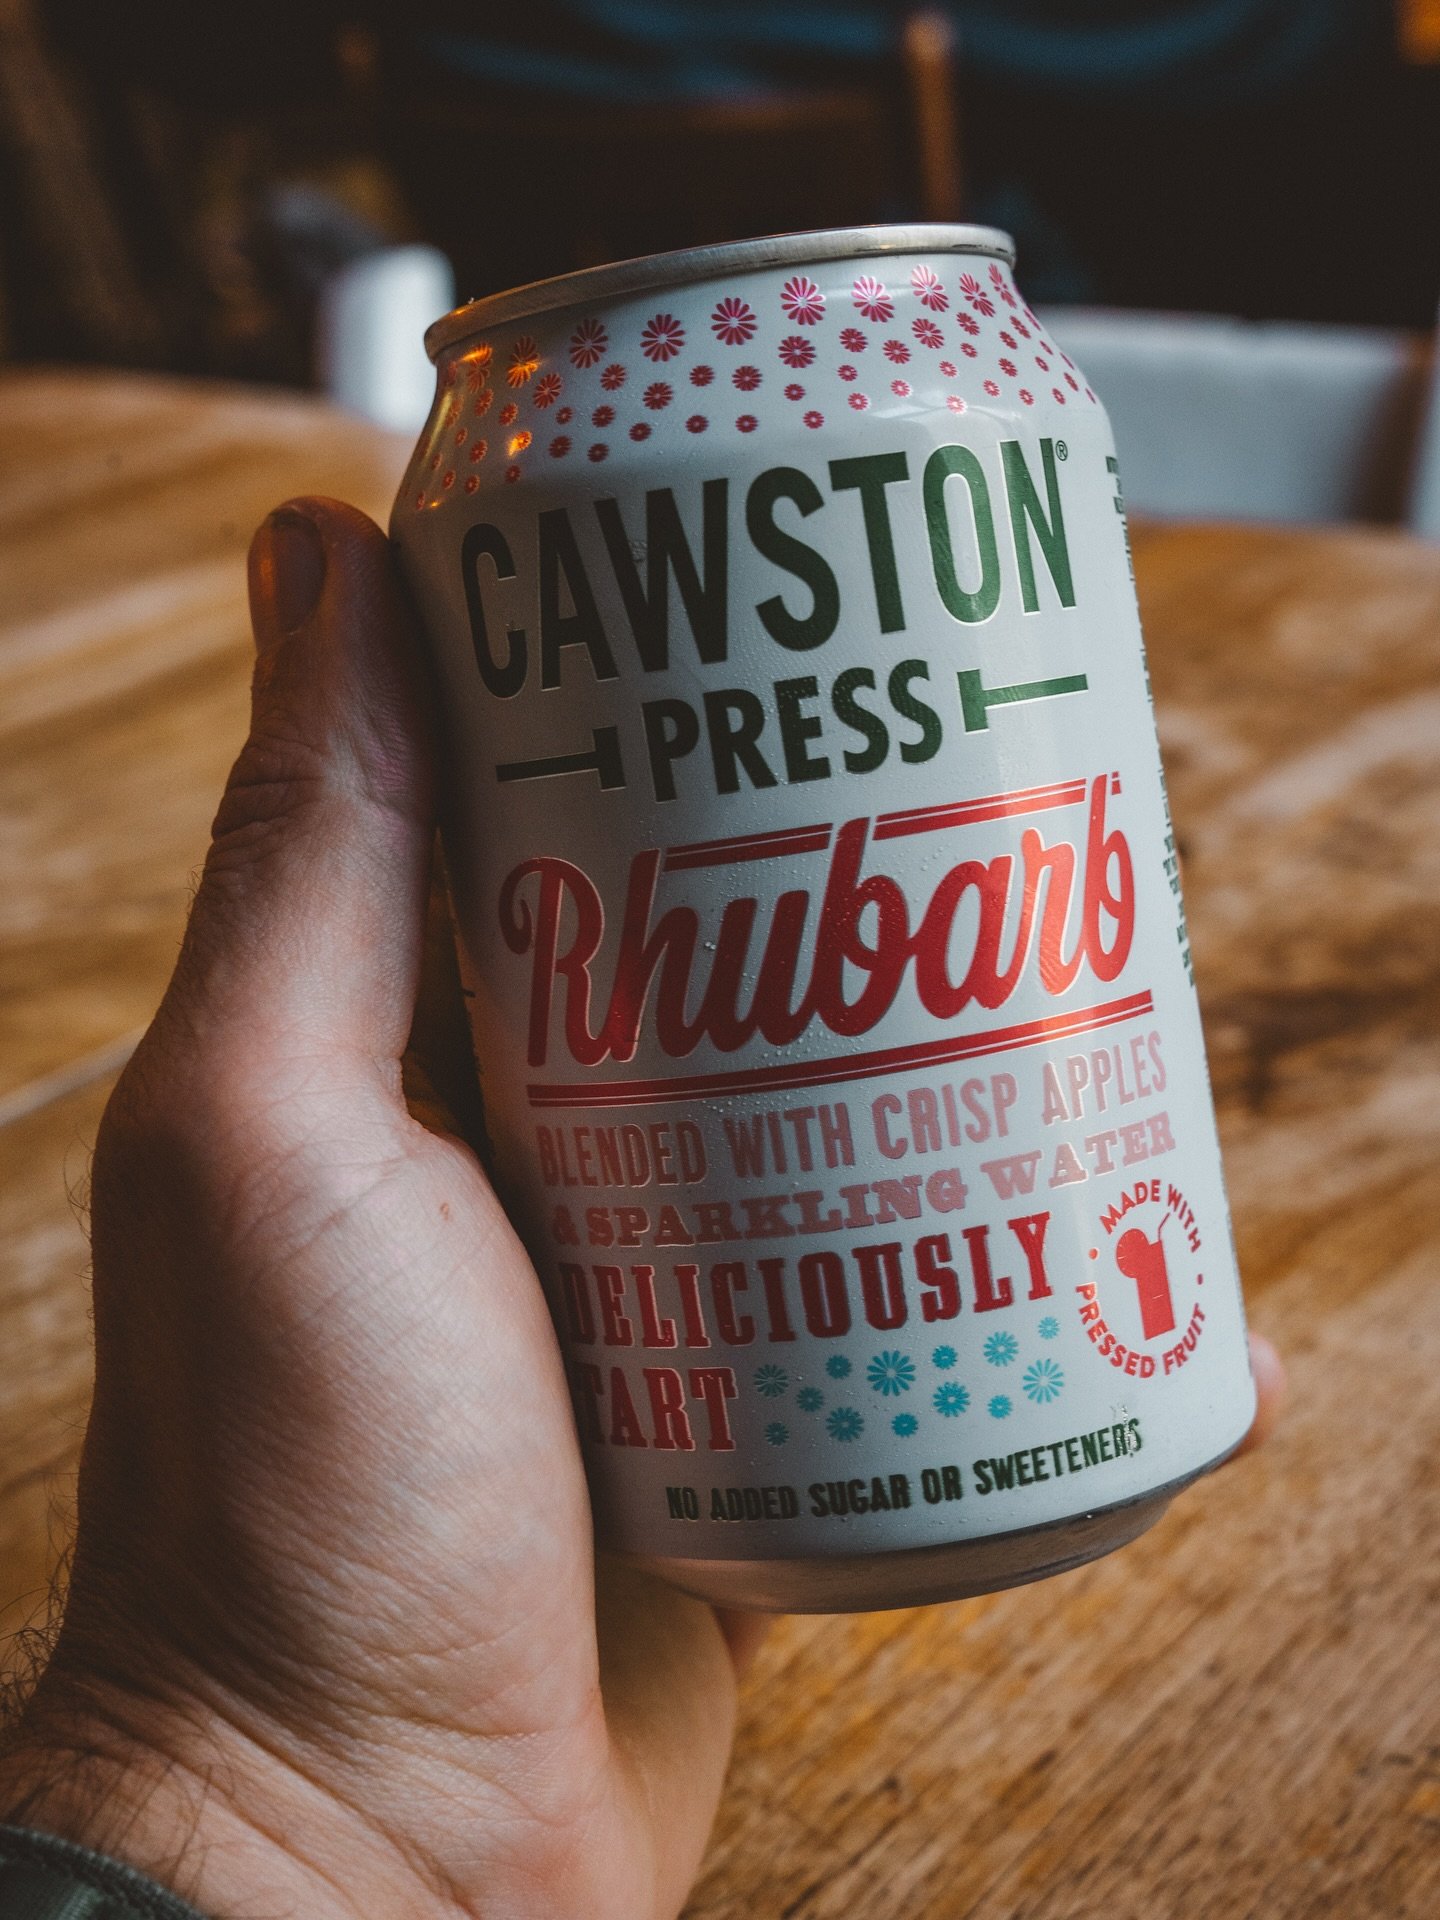 CAWSTON®
PRESS
Rhubarb
BLENDED WITH CRISP APPLES
& SPARKLING WATER
DELICIOUSLY
TART
MADE WITH
PRESSED FRUIT
NO ADDED SUGAR OR SWEETENERS